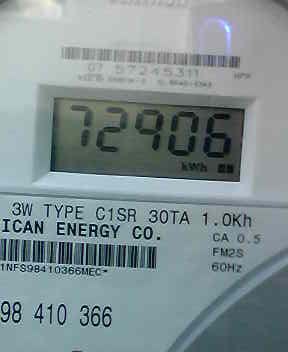 07 57245311
72906
kWh
3W TYPE C1SR 30TA 1.0Kh
ICAN ENERGY CO.
CA 0.5
FM2S
60Hz
1NFS98410366MEC*
98 410 366